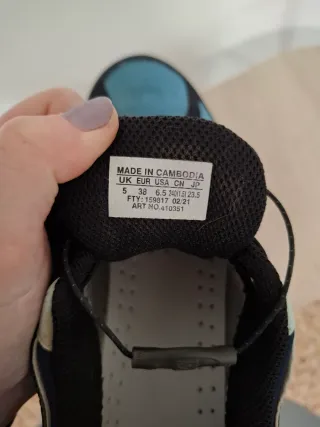 MADE IN CAMBODIA
UK EUR USA CN JP
5 38 6.5 240(1.5) 23.5
FTY: 159817 02/21
ART NO.410361